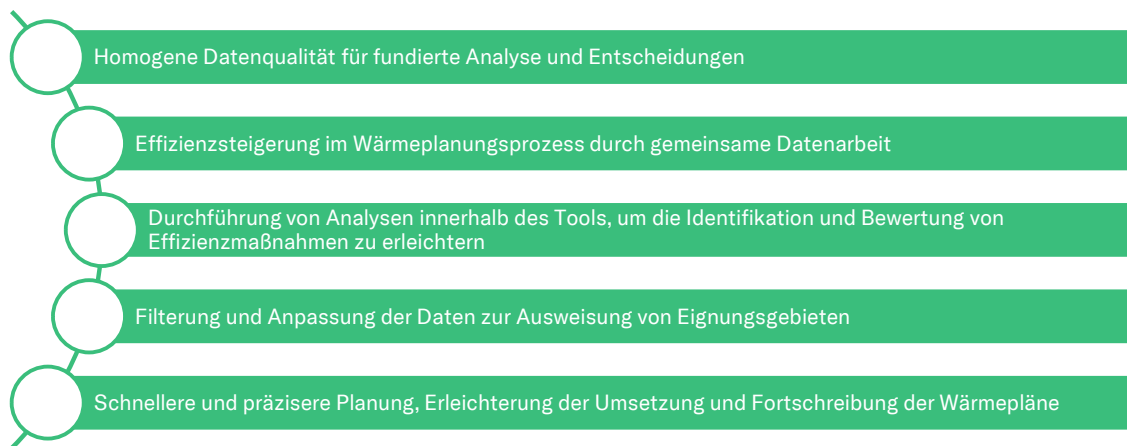 Homogene Datenqualität für fundierte Analyse und Entscheidungen
Effizienzsteigerung im Wärmeplanungsprozess durch gemeinsame Datenarbeit
Durchführung von Analysen innerhalb des Tools, um die Identifikation und Bewertung von
Effizienzmaßnahmen zu erleichtern
Filterung und Anpassung der Daten zur Ausweisung von Eignungsgebieten
Schnellere und präzisere Planung, Erleichterung der Umsetzung und Fortschreibung der Wärmepläne